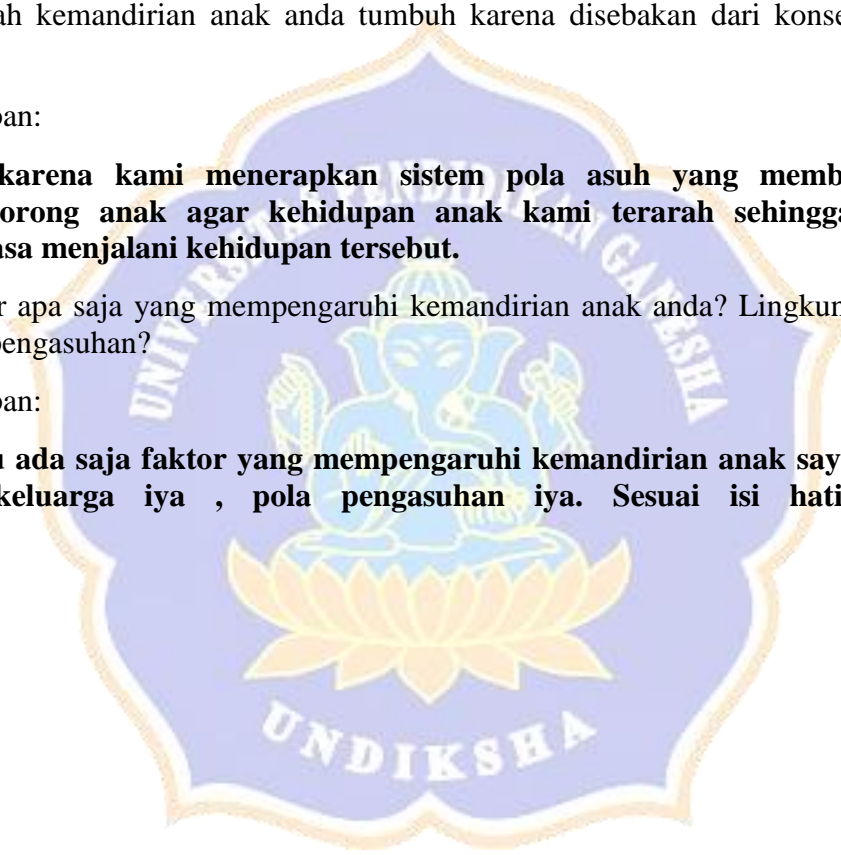 ah kemandirian anak anda tumbuh karena disebakan dari konse
ban:
karena kami menerapkan sistem pola asuh yang memb
orong anak agar kehidupan anak kami terarah sehingga
asa menjalani kehidupan tersebut.
r apa saja yang mempengaruhi kemandirian anak anda? Lingkun
pengasuhan?
ban:
u ada saja faktor yang mempengaruhi kemandirian anak say
keluarga iya , pola pengasuhan iya. Sesuai isi hati
UNIVERSITAS PENDIDIKAN GANESHA
UNDIKSHA